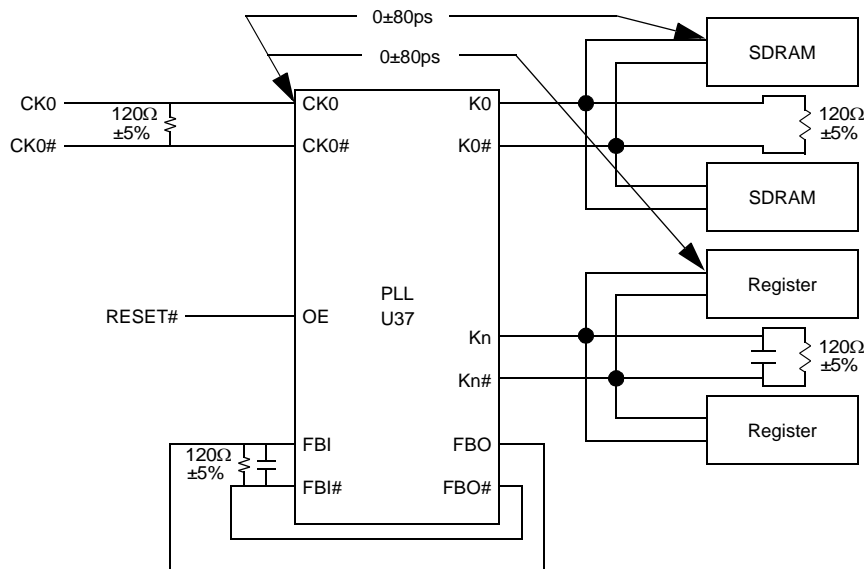 0±80ps
0±80ps
SDRAM
CK0
CK0#
120Ω
±5%
CK0
CK0#
K0
K0#
120Ω
±5%
SDRAM
Register
RESET#
OE
PLL
U37
Kn
Kn#
120Ω
±5%
Register
120Ω
±5%
FBI
FBI#
FBO
FBO#